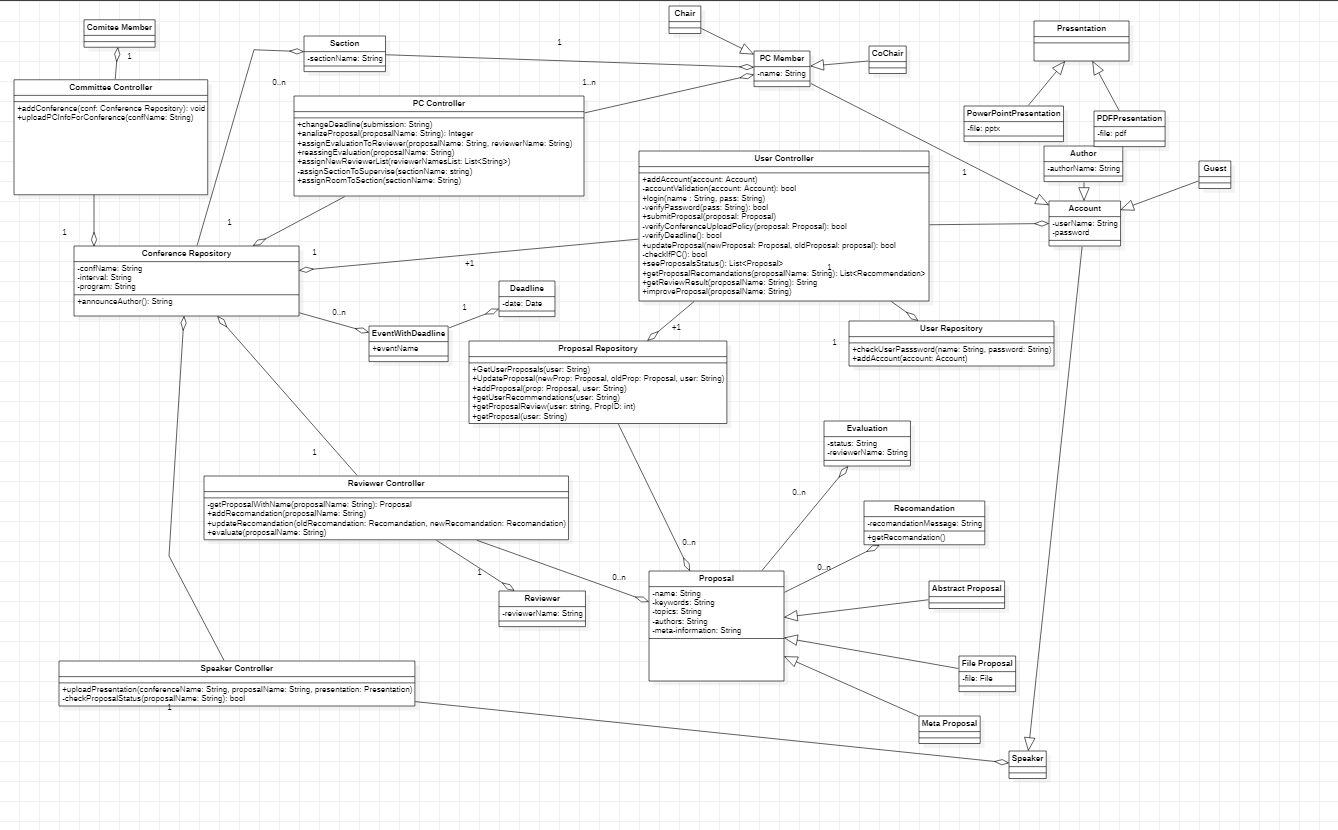 Chair
Comitee Member
1
Section
-sectionName: String
1
PC Member
-name: String
CoChair
Presentation
Committee Controller
+addConference(conf: Conference Repository): void
+uploadPCInfoForConference(confName: String)
0..n
1..n
PC Controller
+changeDeadline(submission: String)
+analizeProposal(proposalName: String): Integer
+assignEvaluationToReviewer(proposalName: String, reviewerName: String)
+reassingEvaluation(proposalName: String)
+assignNewReviewerList(reviewerNamesList: List<String>)
-assignSectionToSupervise(sectionName: string)
+assignRoomToSection(sectionName: String)
PowerPointPresentation
-file: pptx
PDFPresentation
-file: pdf
Author
-authorName: String
Guest
1
Account
-userName: String
-password
User Controller
+addAccount(account: Account)
-accountValidation(account: Account): bool
+login(name : String, pass: String)
-verifyPassword(pass: String): bool
+submitProposal(proposal: Proposal)
-verifyConferenceUploadPolicy(proposal: Proposal): bool
-verifyDeadline(): bool
+updateProposal(newProposal: Proposal, oldProposal: proposal): bool
-checkIfPC(): bool
+seeProposalsStatus(): List<Proposal>
1
+getProposalRecomandations(proposalName: String): List<Recommendation>
+getReviewResult(proposalName: String): String
+improveProposal(proposalName: String)
1
1
1
+1
Conference Repository
-confName: String
-interval: String
-program: String
+announceAuthor(): String
0..n
1
Deadline
-date: Date
EventWithDeadline
+eventName
+1
1
User Repository
+checkUserPasssword(name: String, password: String)
+addAccount(account: Account)
Proposal Repository
+GetUserProposals(user: String)
+UpdateProposal(newProp: Proposal, oldProp: Proposal, user: String)
+addProposal(prop: Proposal, user: String)
+getUserRecommendations(user: String)
+getProposalReview(user: string, PropID: int)
+getProposal(user: String)
Evaluation
-status: String
-reviewerName: String
1
0..n
Reviewer Controller
-getProposalWithName(proposalName: String): Proposal
+addRecomandation(proposalName: String)
+updateRecomandation(oldRecomandation: Recomandation, newRecomandation: Recomandation)
+evaluate(proposalName: String)
Recomandation
-recomandationMessage: String
+getRecomandation()
0..n
0..n
1
0..n
Reviewer
-reviewerName: String
Proposal
-name: String
-keywords: String
-topics: String
-authors: String
-meta-information: String
Abstract Proposal
File Proposal
-file: File
Meta Proposal
Speaker Controller
+uploadPresentation(conferenceName: String, proposalName: String, presentation: Presentation)
-checkProposalStatus(proposalName: String): bool
1
Speaker